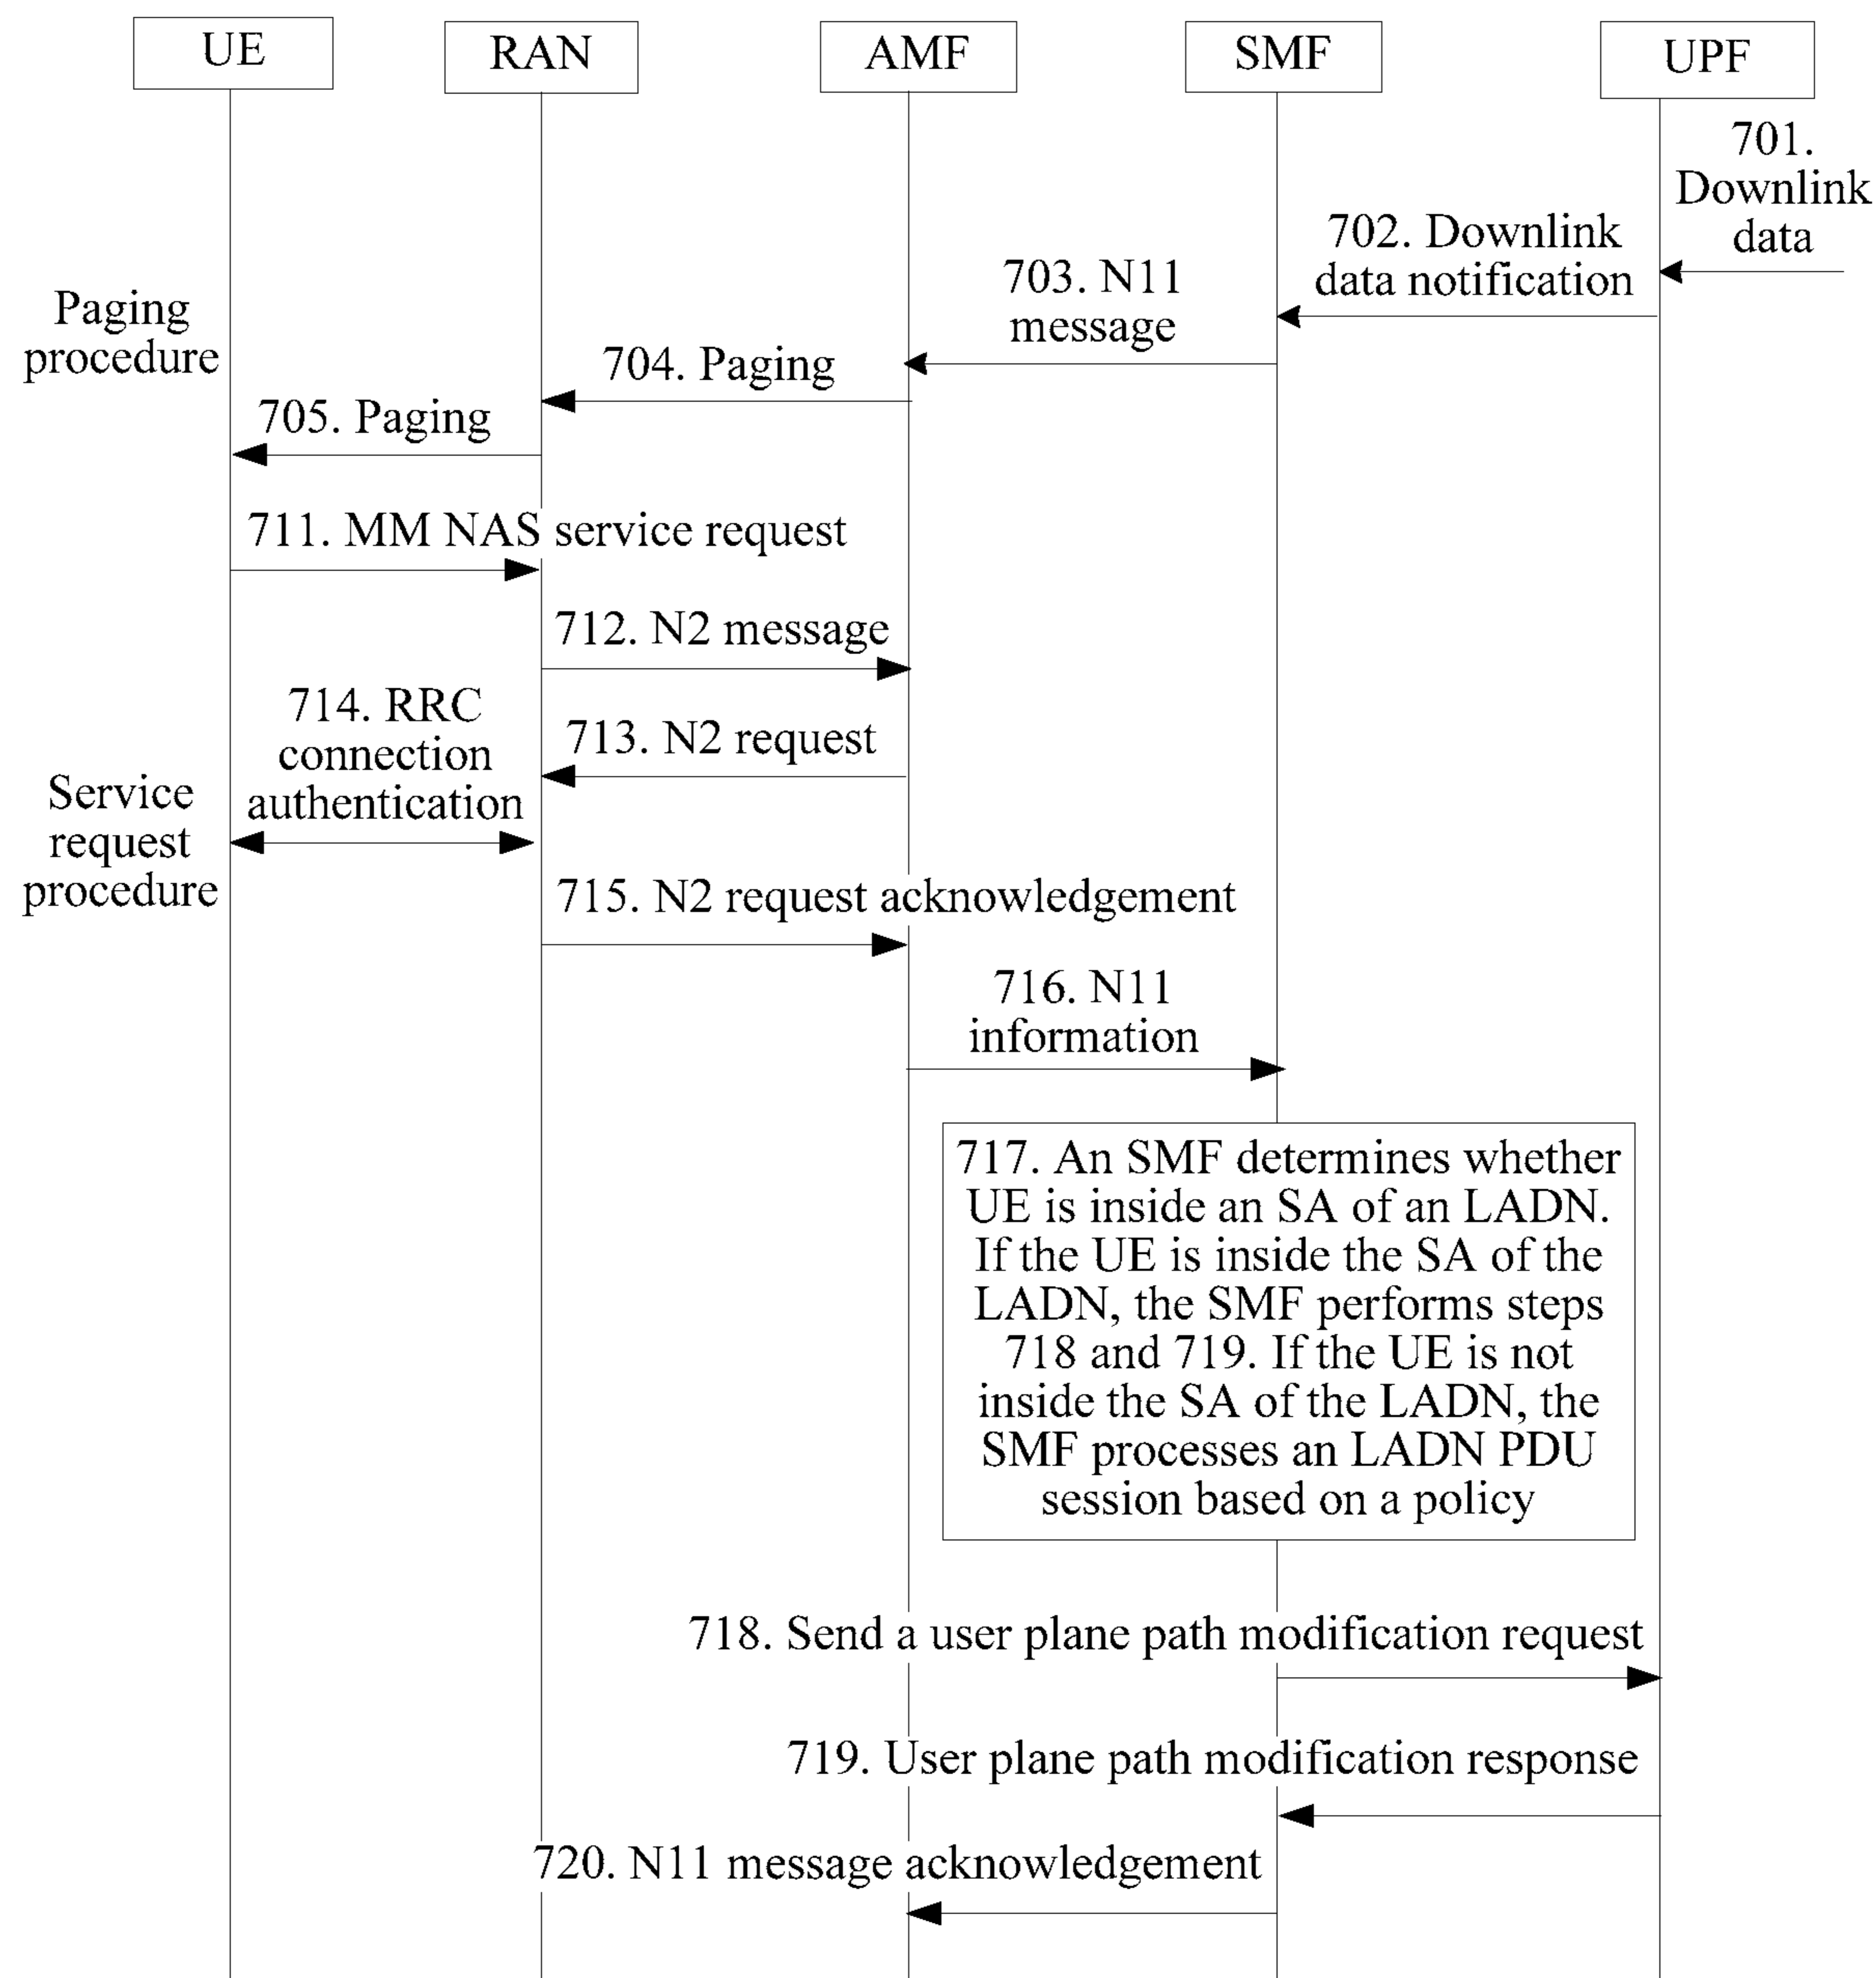 UE
RAN
AMF
SMF
UPF
701.
Downlink
data
702. Downlink
data notification
703. N11
message
Paging
procedure
704. Paging
705. Paging
711. MM NAS service request
712. N2 message
714. RRC
connection
authentication
713. N2 request
Service
request
procedure
715. N2 request acknowledgement
716. N11
information
717. An SMF determines whether
UE is inside an SA of an LADN.
If the UE is inside the SA of the
LADN, the SMF performs steps
718 and 719. If the UE is not
inside the SA of the LADN, the
SMF processes an LADN PDU
session based on a policy
718. Send a user plane path modification request
719. User plane path modification response
720. N11 message acknowledgement